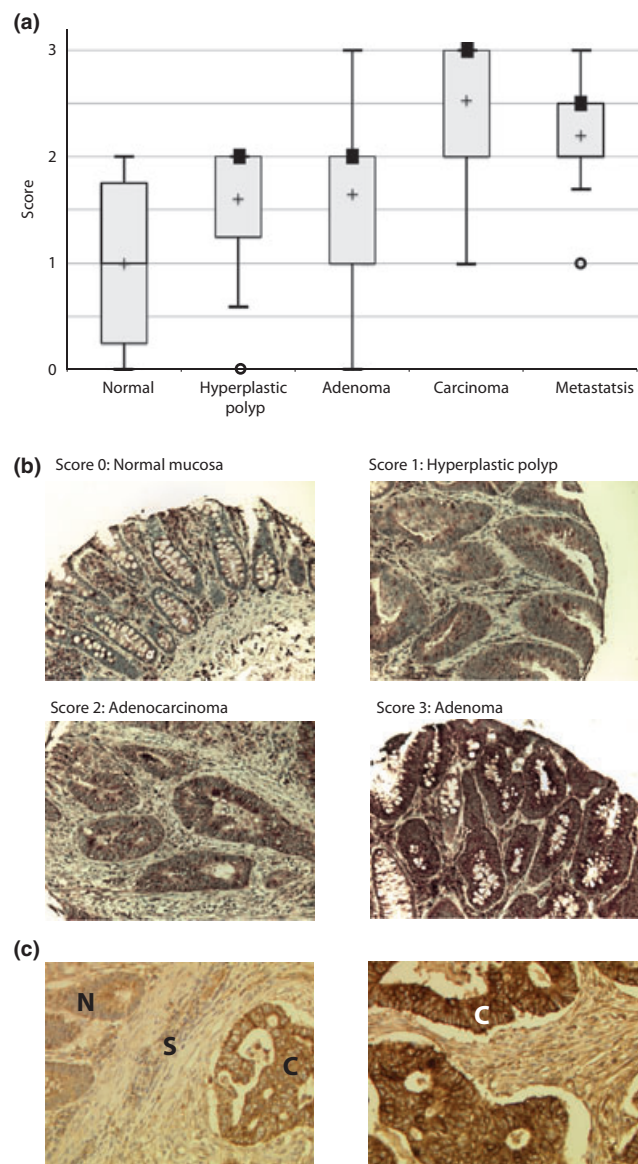 (a)
3
2
1
0
Score
Normal
Hyperplastic
polyp
Adenoma
Carcinoma
Metastatsis
(b)
Score 0: Normal mucosa
Score 1: Hyperplastic polyp
Score 2: Adenocarcinoma
Score 3: Adenoma
(c)
N
S
C
C